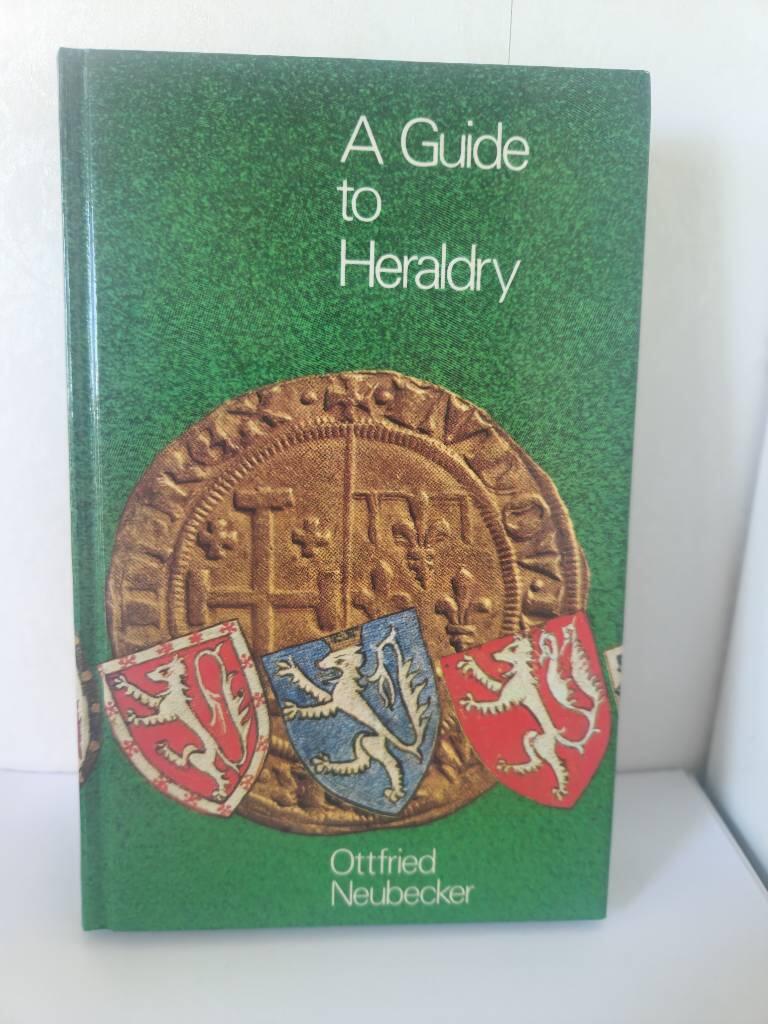 A Guide
to
Heraldry
Ottfried
Neubecker